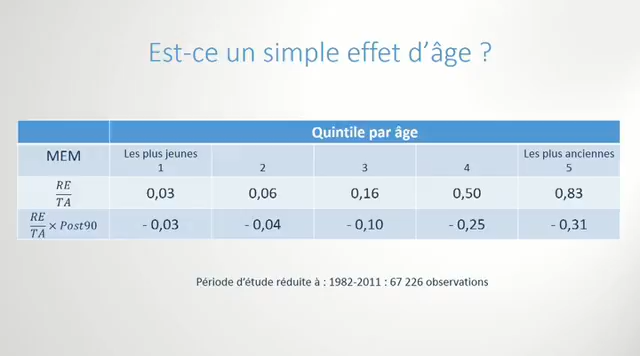 Est-ce un simple effet d’âge ?
Quintile par âge
MEM
Les plus jeunes
1
2
3
4
Les plus anciennes
5
RE/TA
0,03
0,06
0,16
0,50
0,83
RE/TA × Post90
- 0,03
- 0,04
- 0,10
- 0,25
- 0,31
Période d’étude réduite à : 1982-2011 : 67 226 observations